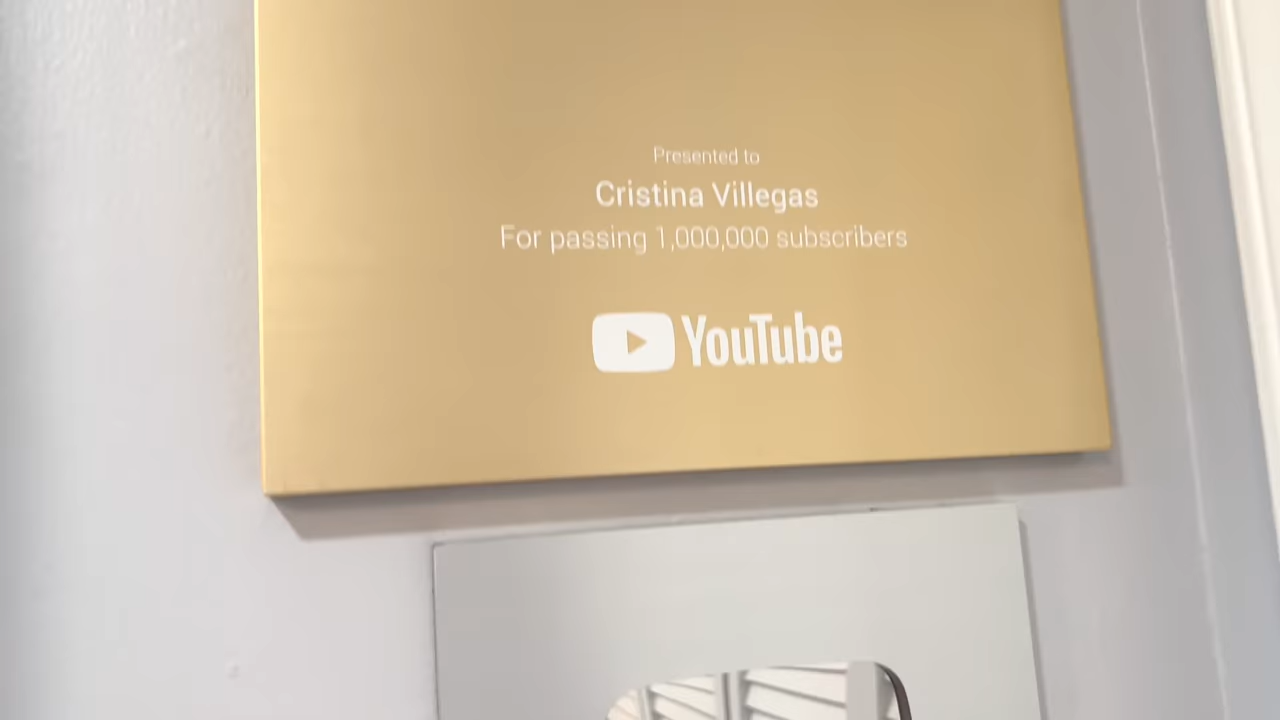 Presented to
Cristina Villegas
For passing 1,000,000 subscribers
YouTube